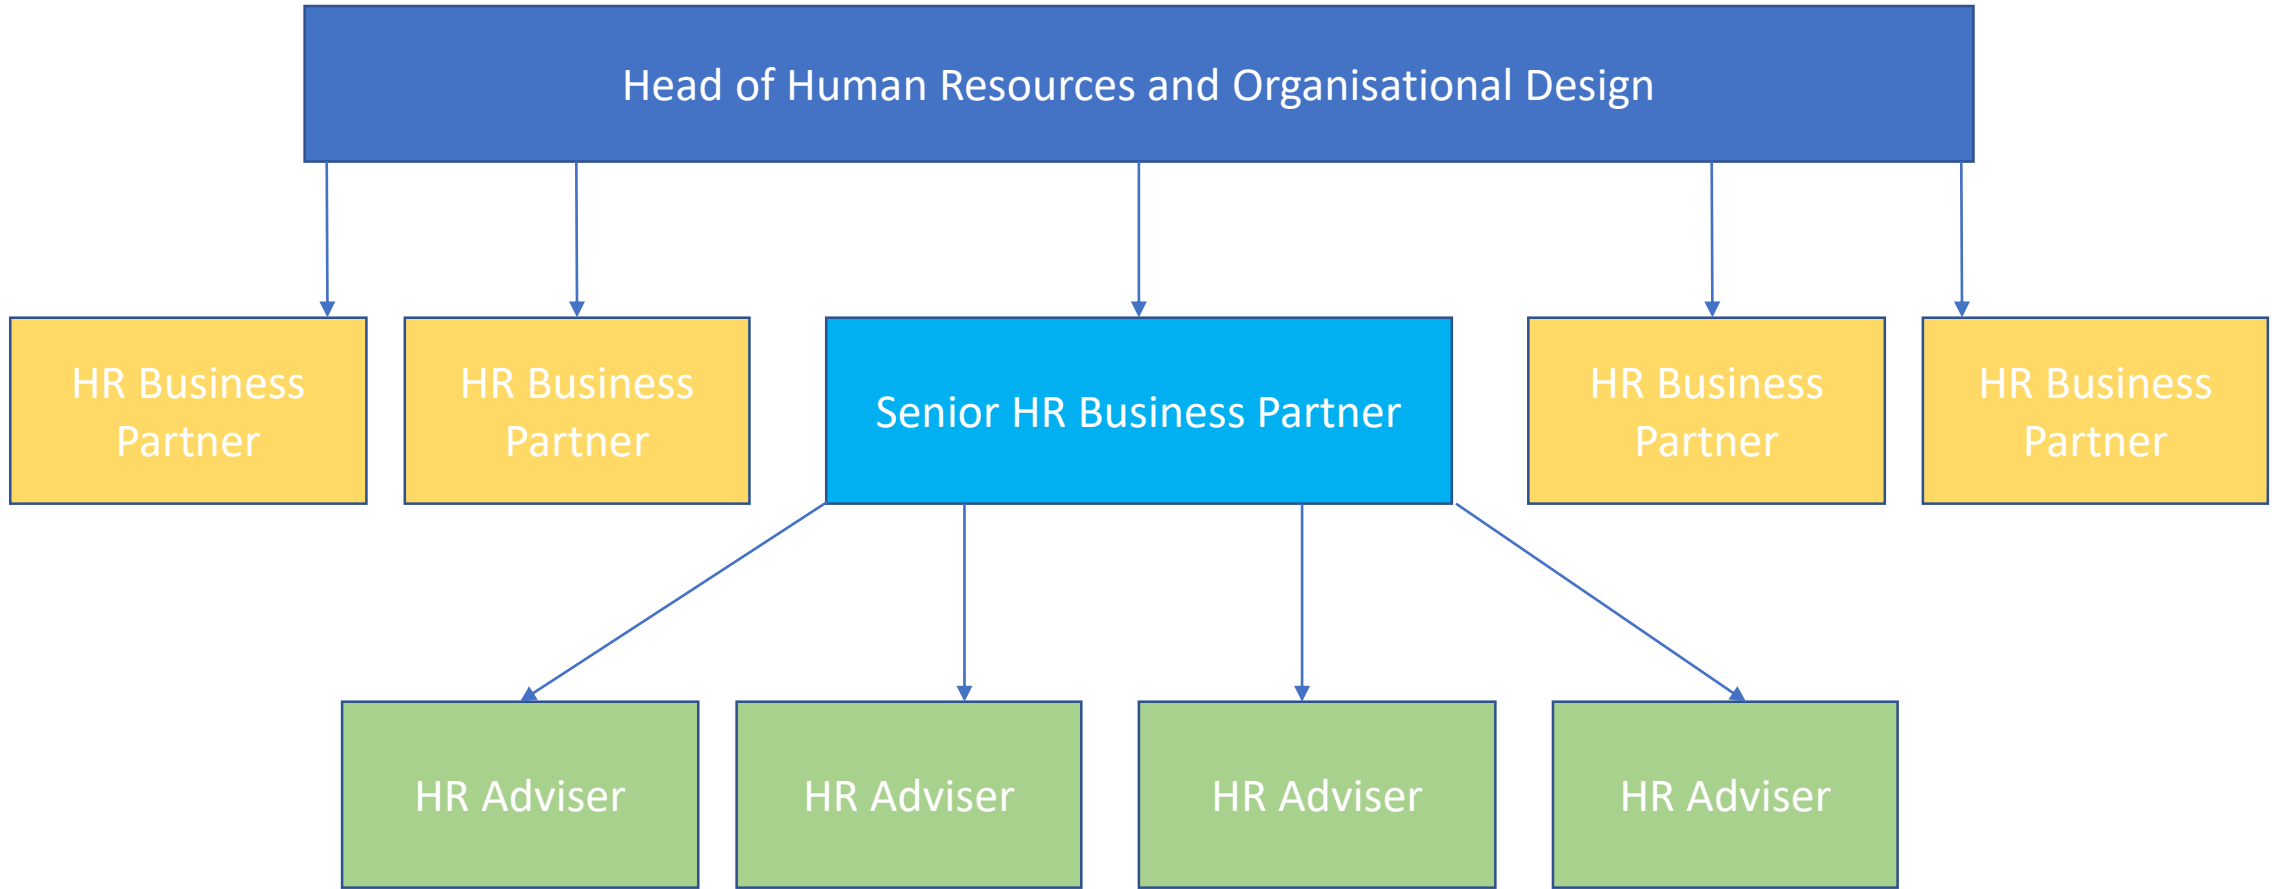 Head of Human Resources and Organisational Design
HR Business
Partner
HR Business
Partner
Senior HR Business Partner
HR Business
Partner
HR Business
Partner
HR Adviser
HR Adviser
HR Adviser
HR Adviser